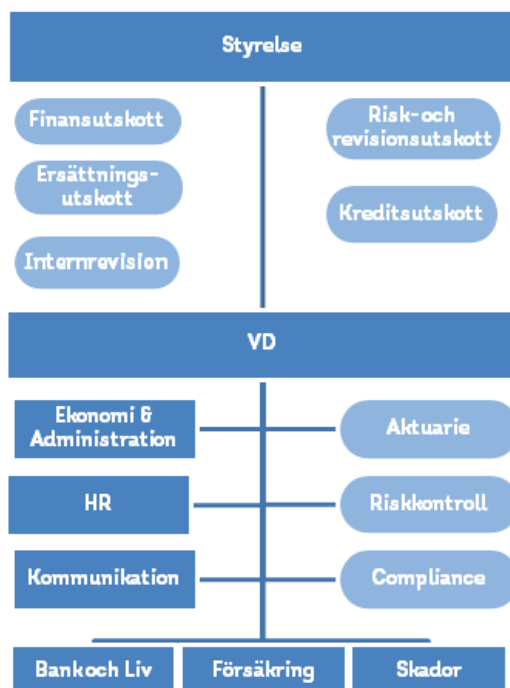 Styrelse
Finansutskott
Risk-och
revisionsutskott
Ersättnings-
utskott
Kreditsutskott
Internrevision
VD
Ekonomi &
Administration
Aktuarie
HR
Riskkontroll
Kommunikation
Compliance
Bankoch Liv
Försäkring
Skador